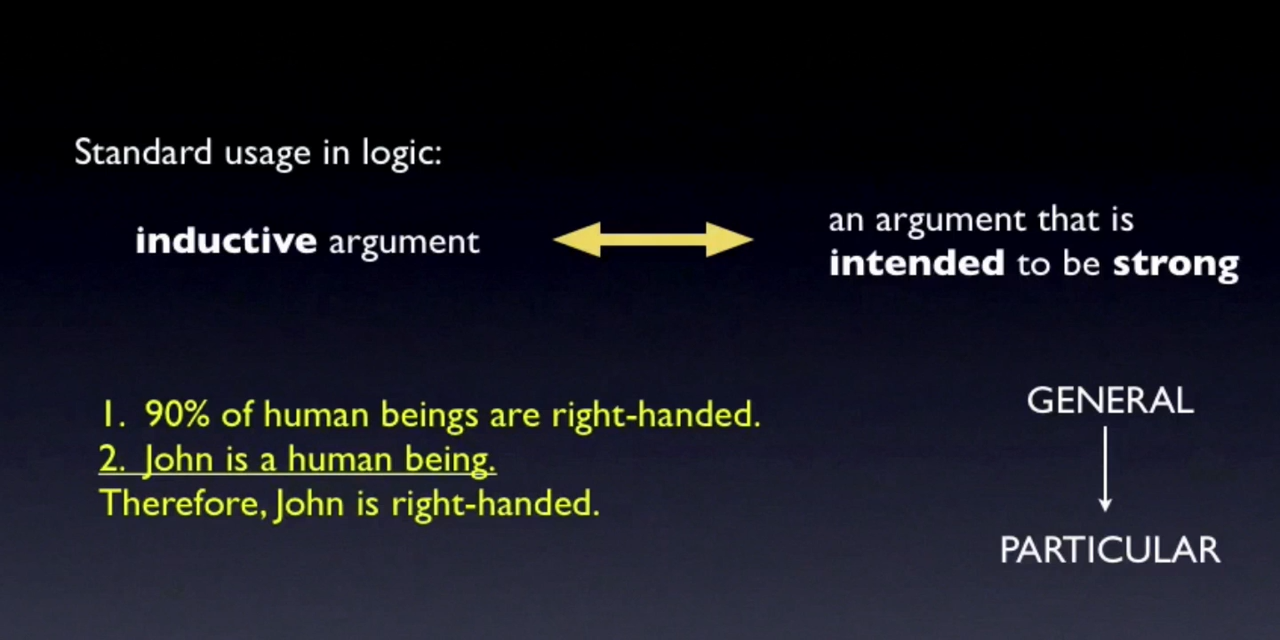 Standard usage in logic:
inductive argument
an argument that is
intended to be strong
1. 90% of human beings are right-handed.
2. John is a human being.
Therefore, John is right-handed.
GENERAL
PARTICULAR